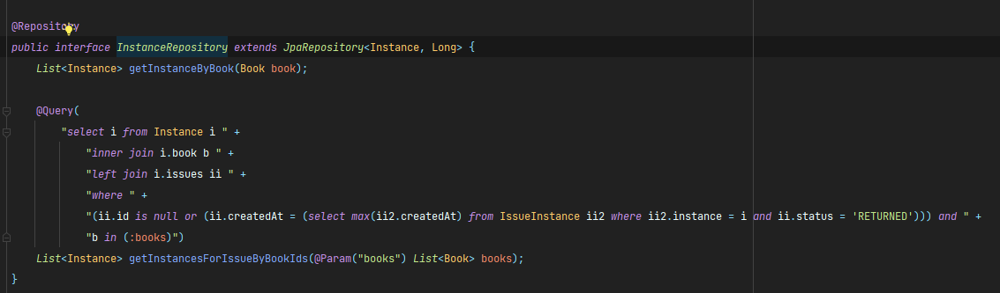 @Repository
public interface InstanceRepository extends JpaRepository<Instance, Long> {
List<Instance> getInstanceByBook(Book book);
@Query(
"select i from Instance i " +
"inner join i.book b " +
"left join i.issues ii " +
"where " +
"(ii.id is null or (ii.createdAt = (select max(ii2.createdAt) from IssueInstance ii2 where ii2.instance = i and ii.status = 'RETURNED'))) and " +
"b in (:books)")
List<Instance> getInstancesForIssueByBookIds(@Param("books") List<Book> books);
}